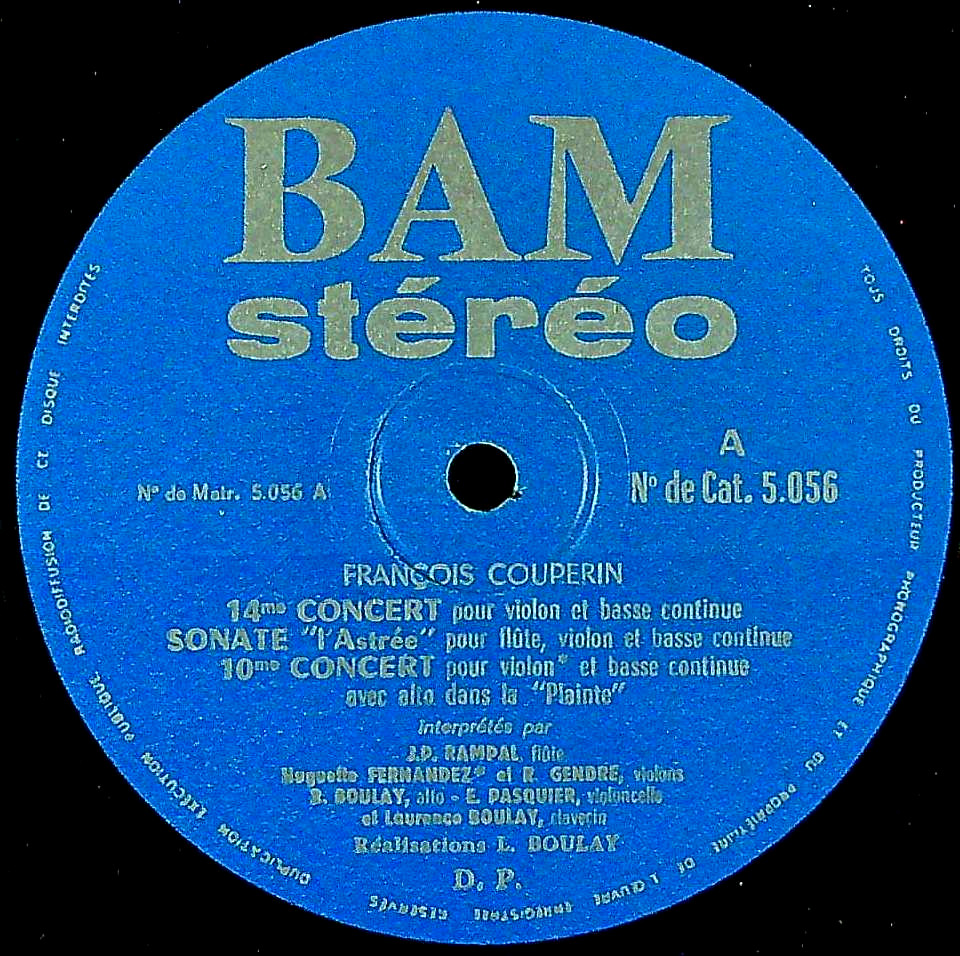 BAM
stéréo
A
Nº de Matr. 5.056 A
Nº de Cat. 5.056
FRANÇOIS COUPERIN
14me CONCERT pour violon et basse continue
SONATE "l'Astrée" pour flûte, violon et basse continue
10me CONCERT pour violon* et basse continue
avec alto dans la "Plainte"
interprétés par
J.P. RAMPAL, flûte
Huguette FERNANDEZ* et R. GENDRE, violons
B. BOULAY, alto - E. PASQUIER, violoncelle
et Laurence BOULAY, clavecin
Réalisations L. BOULAY
D. P.
TOUS DROITS DU PRODUCTEUR PHONOGRAPHIQUE ET DU PROPRIÉTAIRE DE L'ŒUVRE ENREGISTRÉE RÉSERVÉS DUPLICATION EXÉCUTION PUBLIQUE RADIODIFFUSION DE CE DISQUE INTERDITES